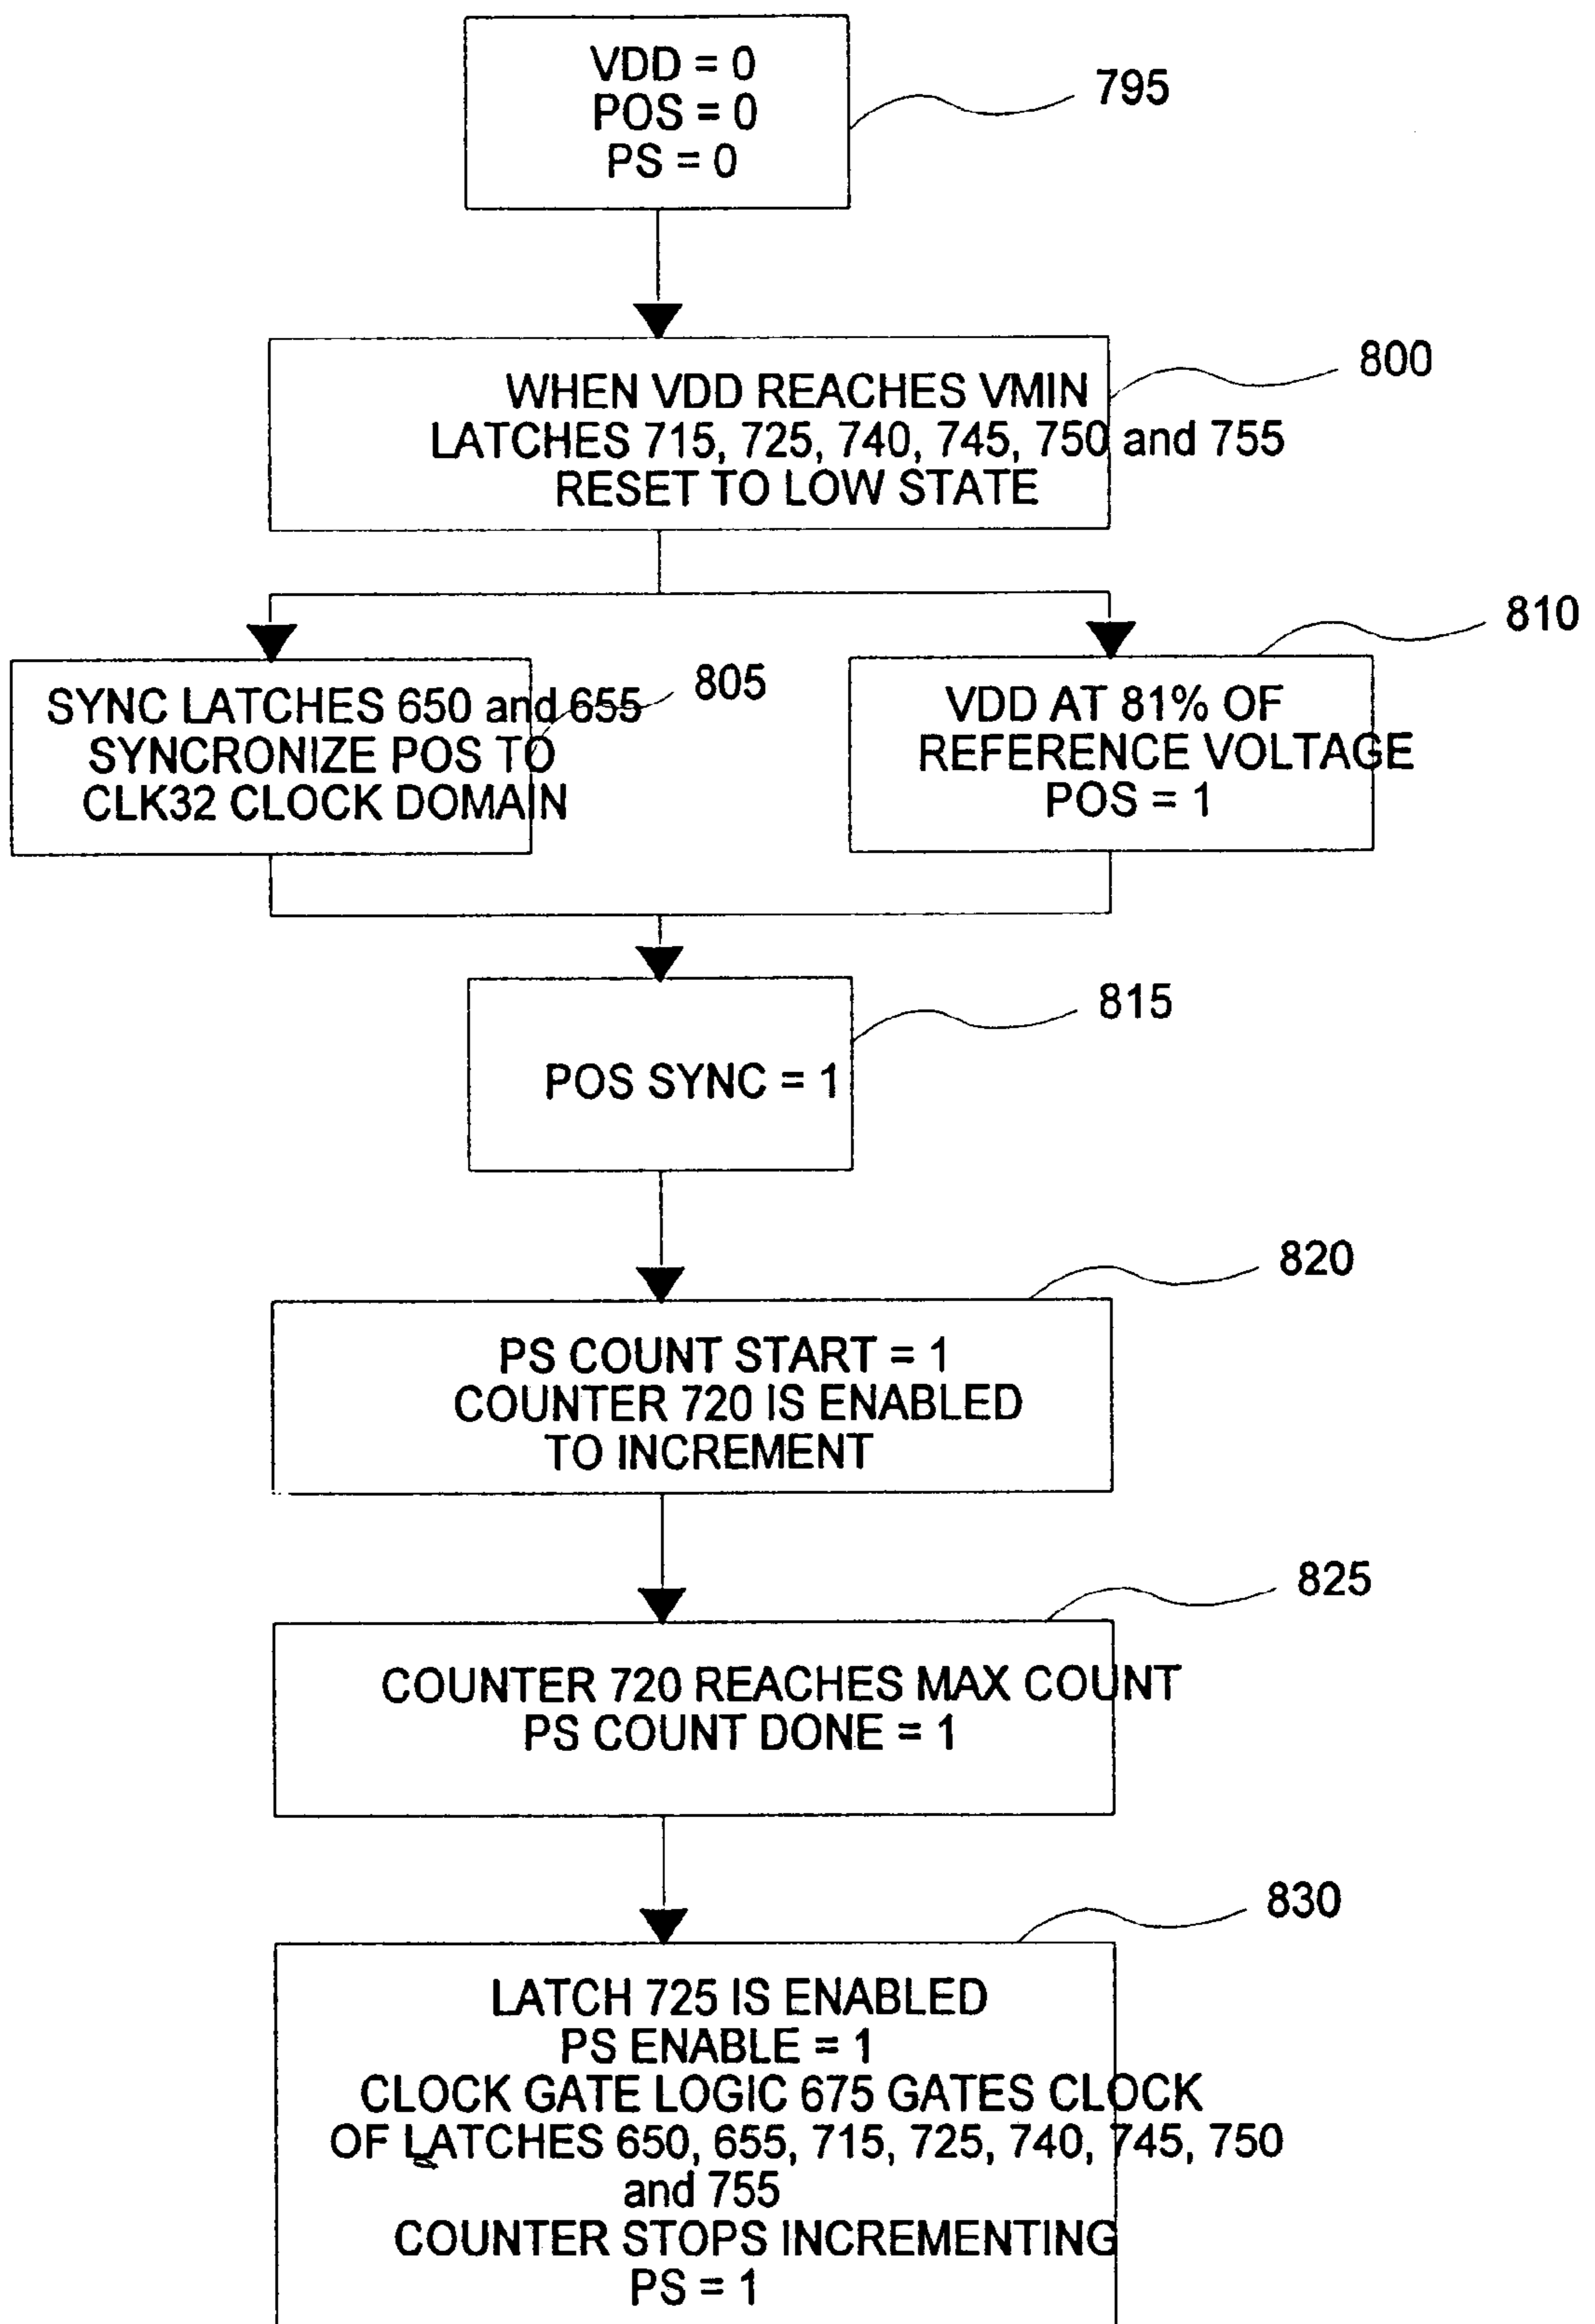 VDD = 0
POS = 0
PS = 0
795
WHEN VDD REACHES VMIN
LATCHES 715, 725, 740, 745, 750 and 755
RESET TO LOW STATE
800
SYNC LATCHES 650 and 655
SYNCRONIZE POS TO
CLK32 CLOCK DOMAIN
805
VDD AT 81% OF
REFERENCE VOLTAGE
POS = 1
810
POS SYNC = 1
815
PS COUNT START = 1
COUNTER 720 IS ENABLED
TO INCREMENT
820
COUNTER 720 REACHES MAX COUNT
PS COUNT DONE = 1
825
LATCH 725 IS ENABLED
PS ENABLE = 1
CLOCK GATE LOGIC 675 GATES CLOCK
OF LATCHES 650, 655, 715, 725, 740, 745, 750
and 755
COUNTER STOPS INCREMENTING
PS = 1
830